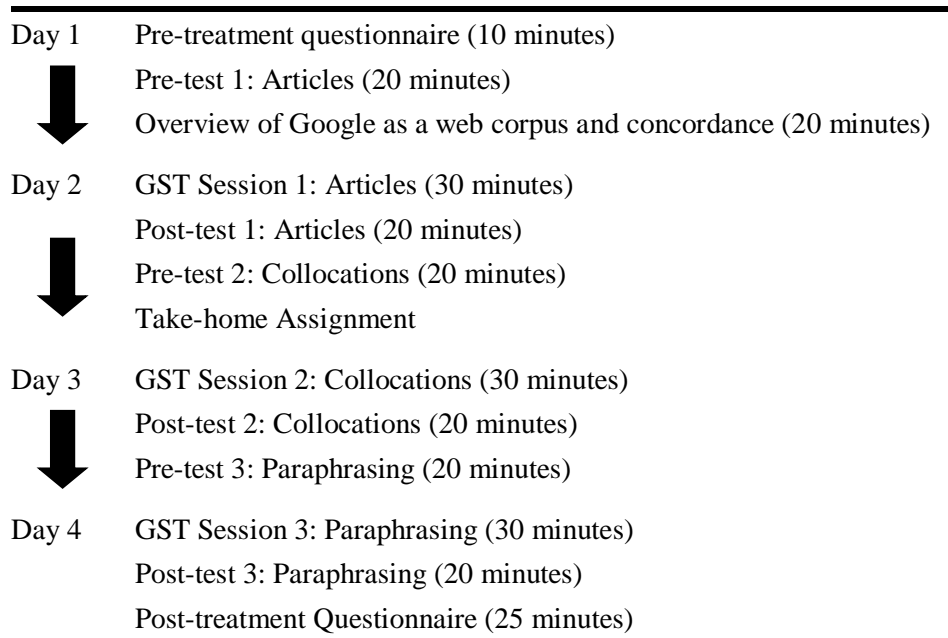 Day 1 Pre-treatment questionnaire (10 minutes)
Pre-test 1: Articles (20 minutes)
Overview of Google as a web corpus and concordance (20 minutes)
Day 2 GST Session 1: Articles (30 minutes)
Post-test 1: Articles (20 minutes)
Pre-test 2: Collocations (20 minutes)
Take-home Assignment
Day 3 GST Session 2: Collocations (30 minutes)
Post-test 2: Collocations (20 minutes)
Pre-test 3: Paraphrasing (20 minutes)
Day 4 GST Session 3: Paraphrasing (30 minutes)
Post-test 3: Paraphrasing (20 minutes)
Post-treatment Questionnaire (25 minutes)